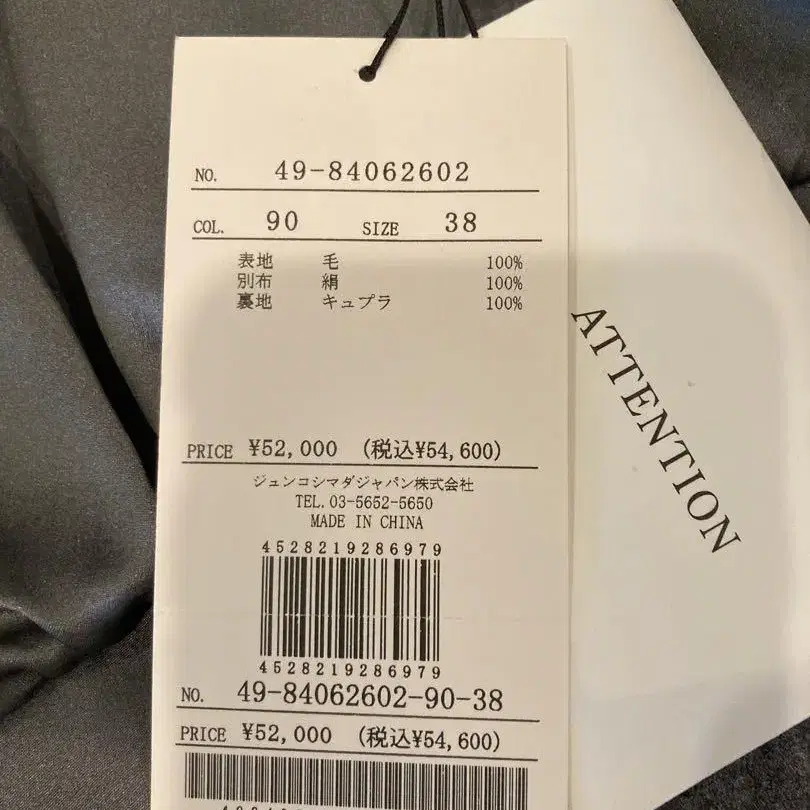 NO. 49-84062602
COL. 90 SIZE 38
表地 毛 100%
別布 絹 100%
裏地 キュプラ 100%
PRICE ¥52,000 (税込¥54,600)
ジュンコシマダジャパン株式会社
TEL. 03-5652-5650
MADE IN CHINA
4528219286979
4528219286979
NO. 49-84062602-90-38
PRICE ¥52,000 (税込¥54,600)
ATTENTION